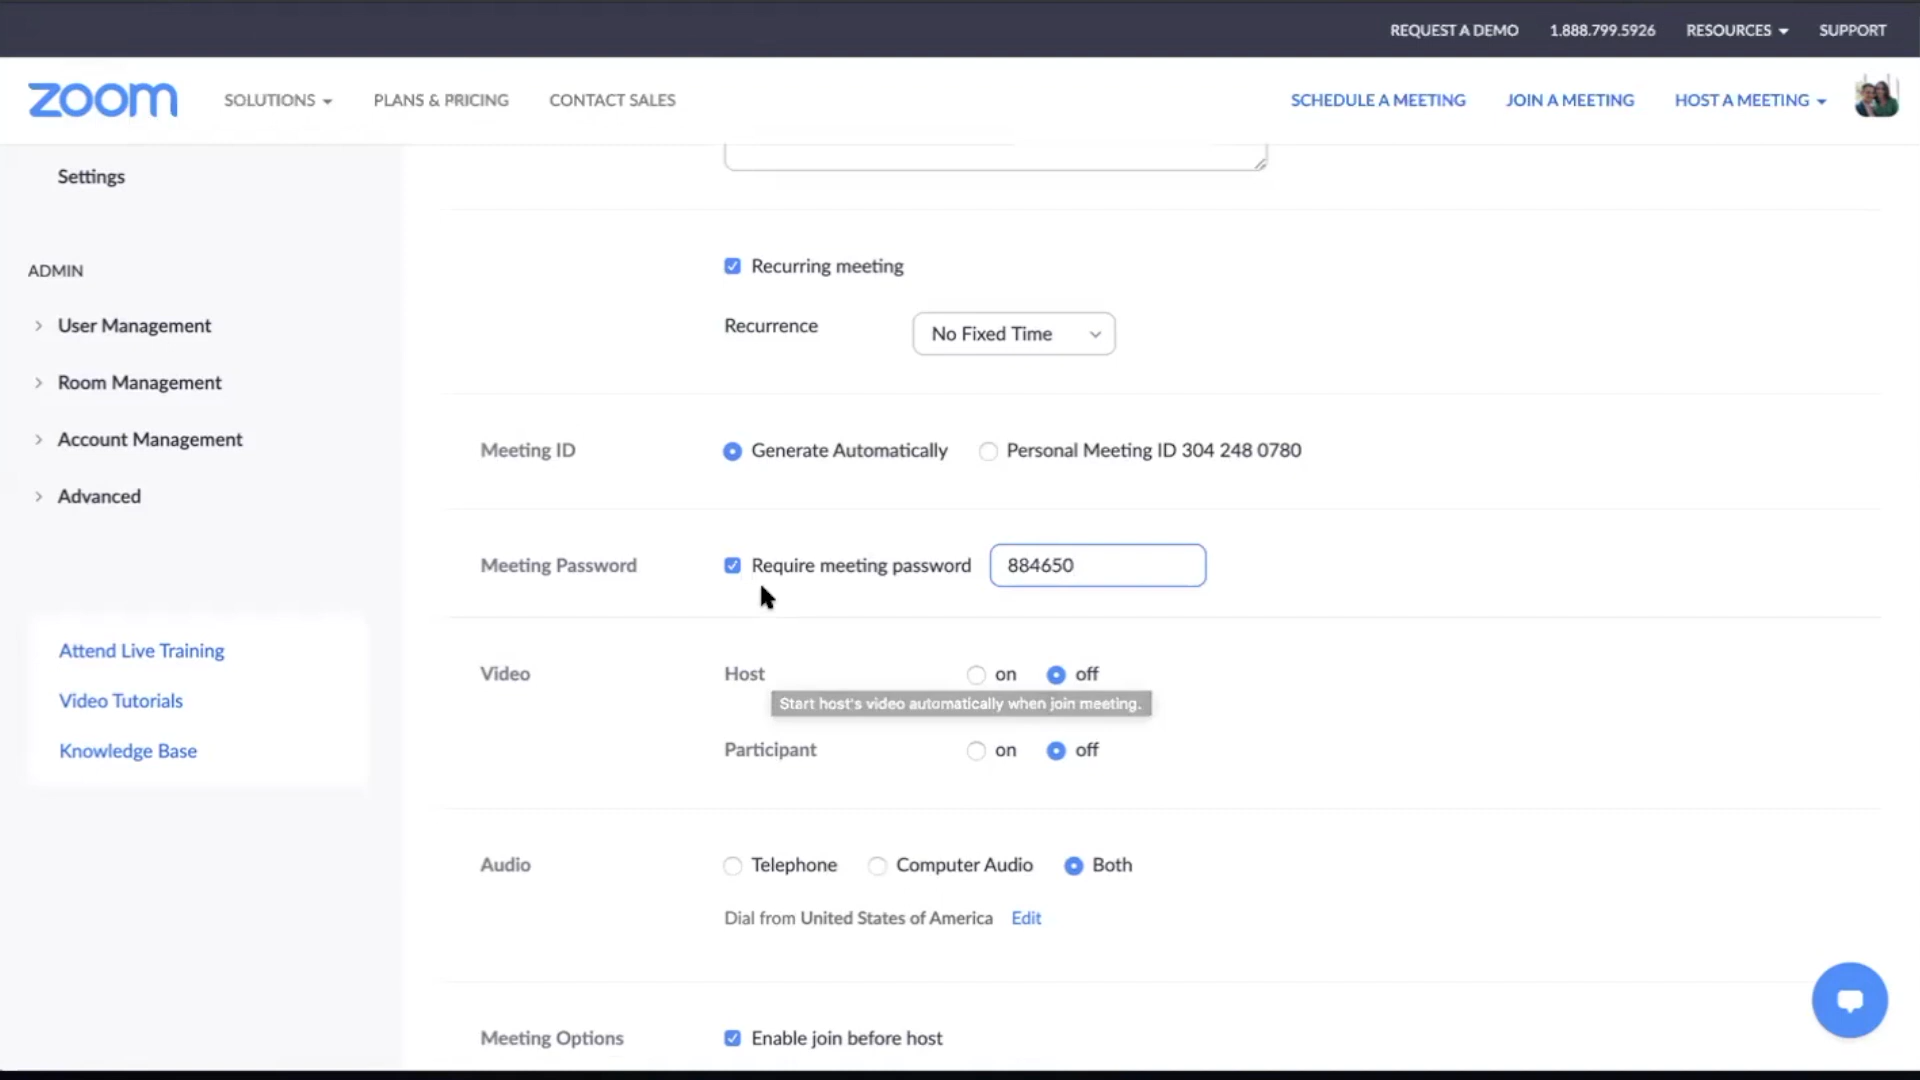 REQUEST A DEMO 1.888.799.5926 RESOURCES SUPPORT
zoom SOLUTIONS PLANS & PRICING CONTACT SALES SCHEDULE A MEETING JOIN A MEETING HOST A MEETING
Settings
ADMIN
User Management
Room Management
Account Management
Advanced
Attend Live Training
Video Tutorials
Knowledge Base
Recurring meeting
Recurrence No Fixed Time
Meeting ID Generate Automatically Personal Meeting ID 304 248 0780
Meeting Password Require meeting password 884650
Video Host on off
Start host's video automatically when join meeting.
Participant on off
Audio Telephone Computer Audio Both
Dial from United States of America Edit
Meeting Options Enable join before host